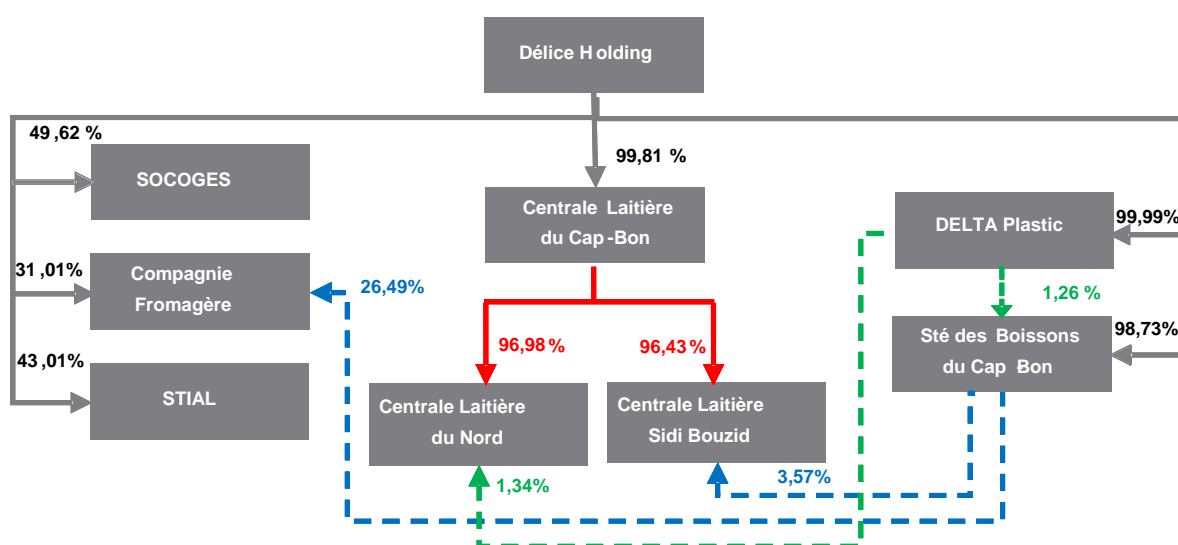 Délice Holding
49,62 %
SOCOGES
99,81 %
Centrale Laitière
du Cap-Bon
DELTA Plastic
99,99%
31,01%
Compagnie
Fromagère
26,49%
1,26 %
Sté des Boissons
du Cap Bon
98,73%
96,98 %
96,43 %
43,01%
STIAL
Centrale Laitière
du Nord
Centrale Laitière
Sidi Bouzid
1,34%
3,57%